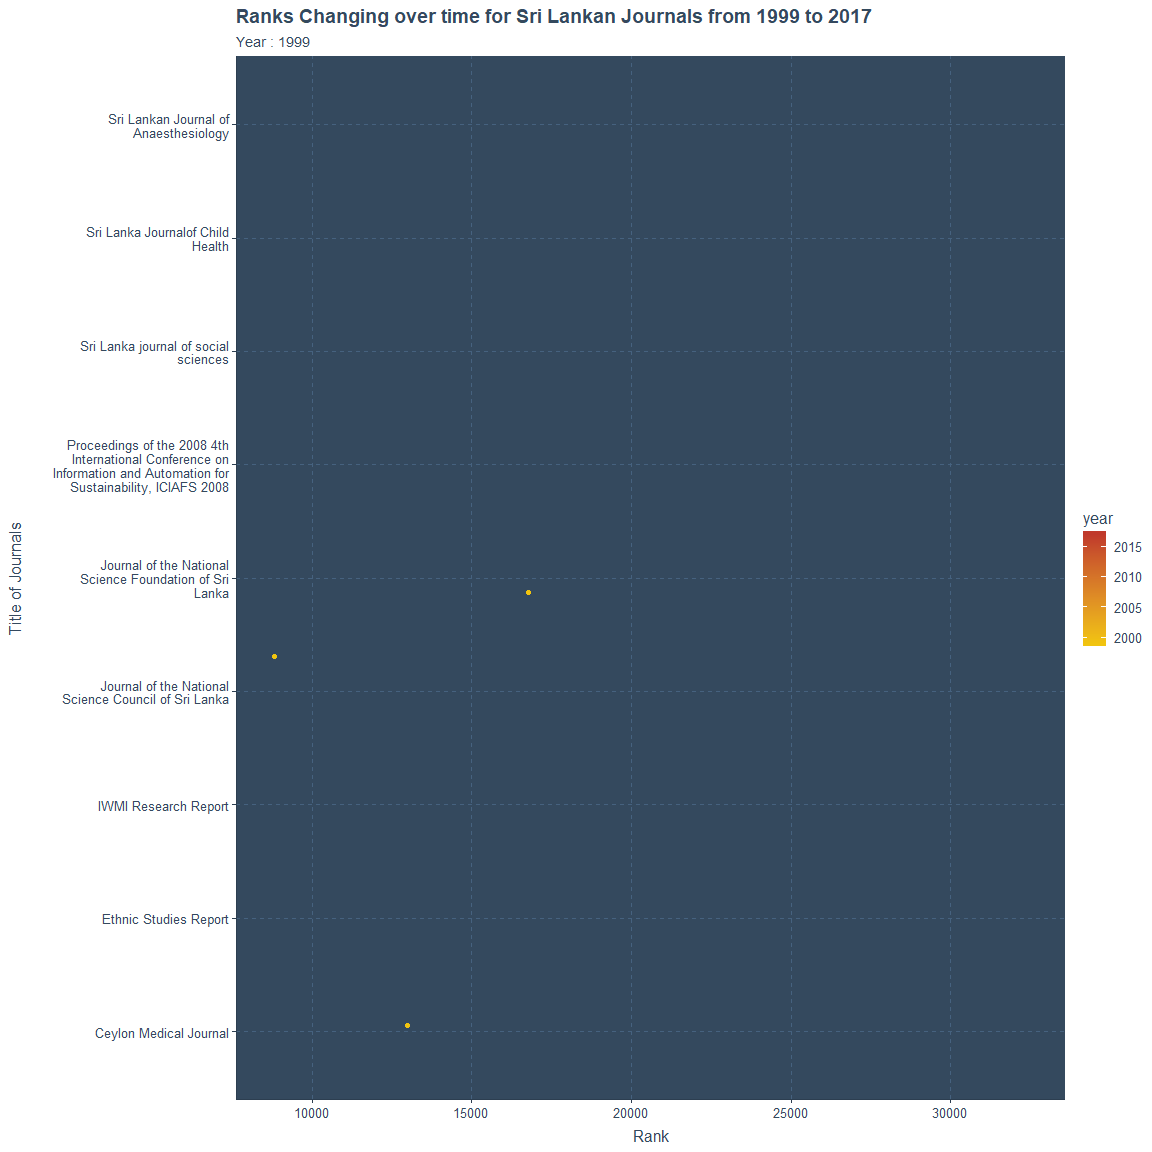 Ranks Changing over time for Sri Lankan Journals from 1999 to 2017
Year : 1999
Title of Journals
Sri Lankan Journal of
Anaesthesiology
Sri Lanka Journalof Child
Health
Sri Lanka journal of social
sciences
Proceedings of the 2008 4th
International Conference on
Information and Automation for
Sustainability, ICIAFS 2008
Journal of the National
Science Foundation of Sri
Lanka
Journal of the National
Science Council of Sri Lanka
IWMI Research Report
Ethnic Studies Report
Ceylon Medical Journal
10000 15000 20000 25000 30000
Rank
year
2015
2010
2005
2000